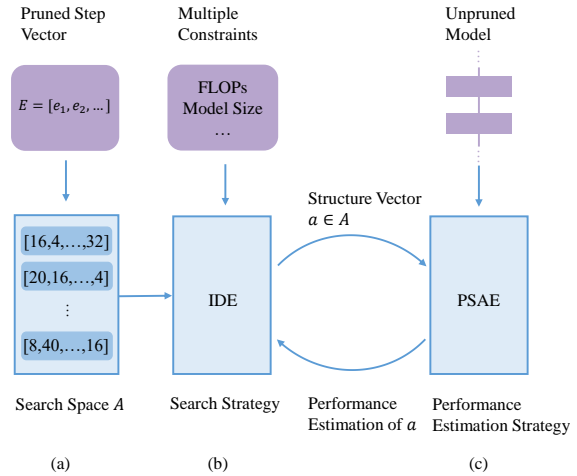 Pruned Step
Vector
Multiple
Constraints
Unpruned
Model
E = [e₁, e₂, …]
FLOPs
Model Size
…
Structure Vector
a ∈ A
[16,4,…,32]
[20,16,…,4]
⋮
[8,40,…,16]
IDE
PSAE
Search Space A
Search Strategy
Performance
Estimation of a
Performance
Estimation Strategy
(a)
(b)
(c)